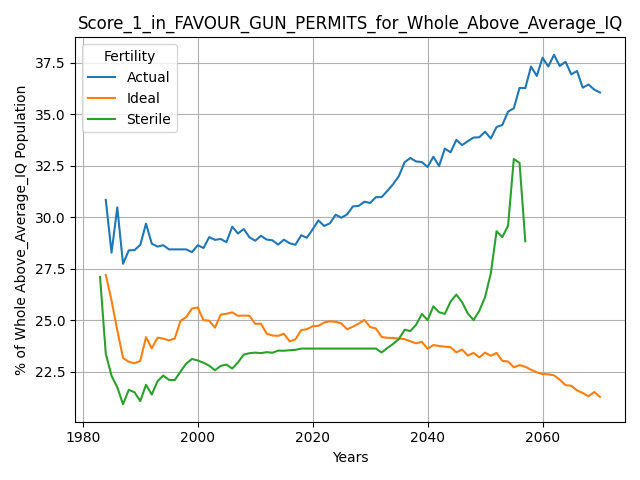 Score_1_in_FAVOUR_GUN_PERMITS_for_Whole_Above_Average_IQ
Fertility
Actual
Ideal
Sterile
37.5
35.0
32.5
30.0
27.5
25.0
22.5
% of Whole Above_Average_IQ Population
1980
2000
2020
2040
2060
Years